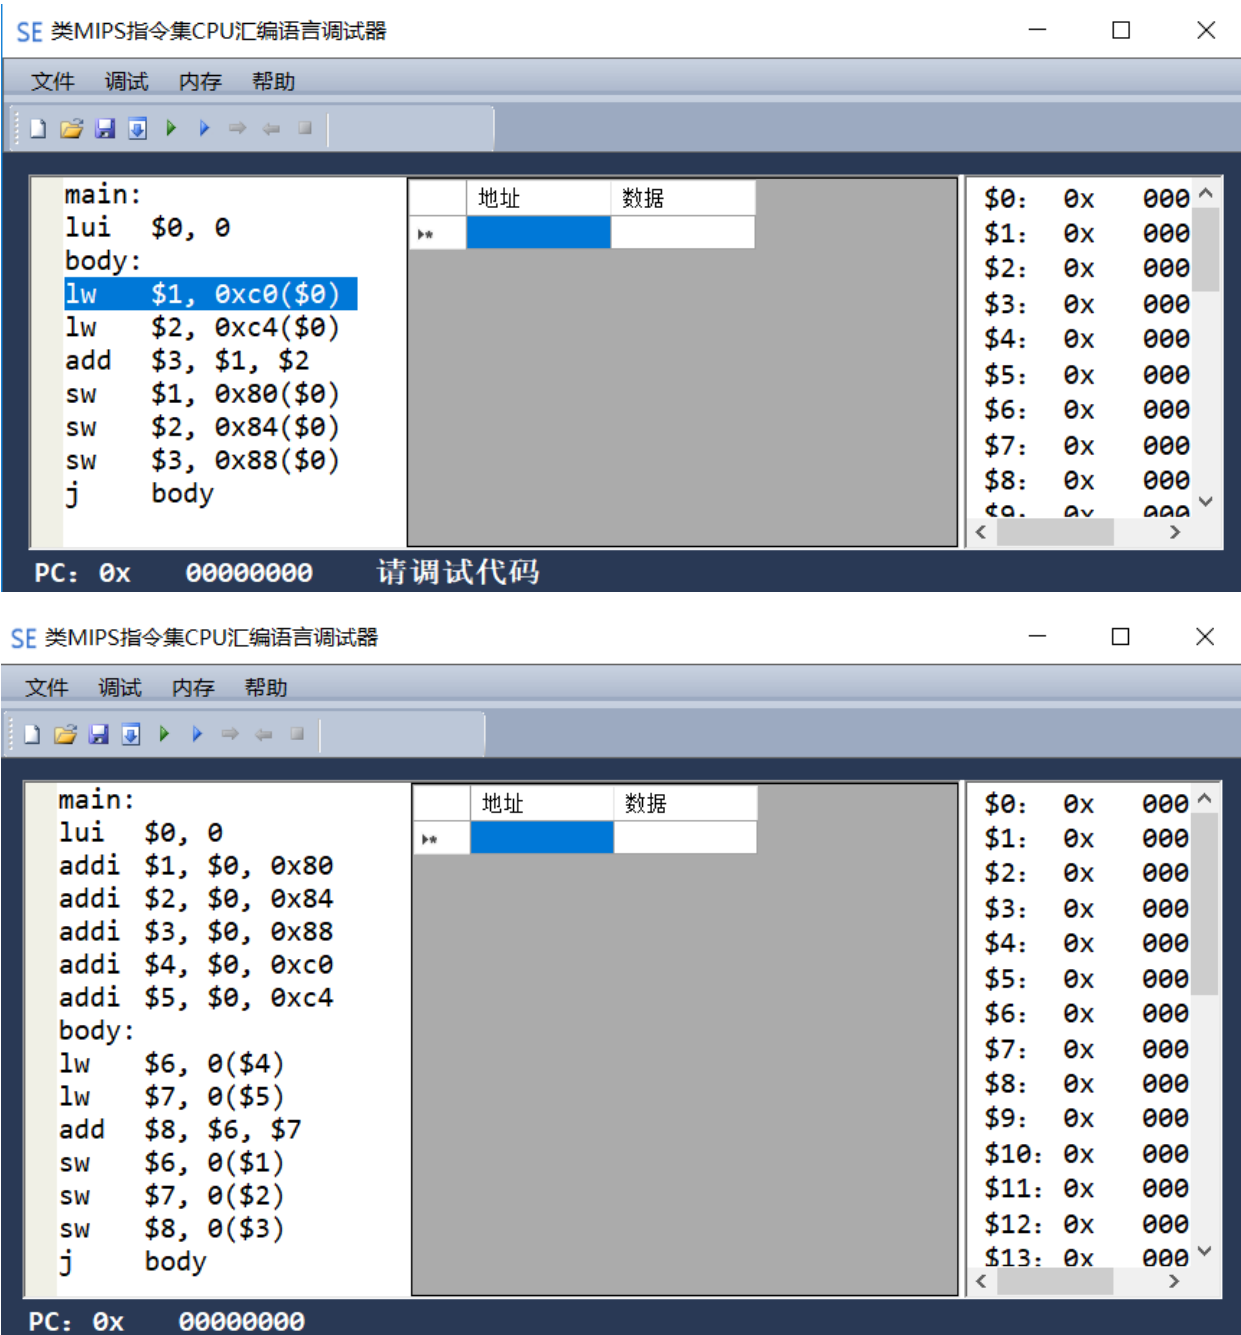 SE 类MIPS指令集CPU汇编语言调试器
文件 调试 内存 帮助
main:
lui $0, 0
body:
lw $1, 0xc0($0)
lw $2, 0xc4($0)
add $3, $1, $2
sw $1, 0x80($0)
sw $2, 0x84($0)
sw $3, 0x88($0)
j body
地址 数据
$0: 0x 000
$1: 0x 000
$2: 0x 000
$3: 0x 000
$4: 0x 000
$5: 0x 000
$6: 0x 000
$7: 0x 000
$8: 0x 000
$9: 0x 000
PC: 0x 00000000 请调试代码
SE 类MIPS指令集CPU汇编语言调试器
文件 调试 内存 帮助
main:
lui $0, 0
addi $1, $0, 0x80
addi $2, $0, 0x84
addi $3, $0, 0x88
addi $4, $0, 0xc0
addi $5, $0, 0xc4
body:
lw $6, 0($4)
lw $7, 0($5)
add $8, $6, $7
sw $6, 0($1)
sw $7, 0($2)
sw $8, 0($3)
j body
地址 数据
$0: 0x 000
$1: 0x 000
$2: 0x 000
$3: 0x 000
$4: 0x 000
$5: 0x 000
$6: 0x 000
$7: 0x 000
$8: 0x 000
$9: 0x 000
$10: 0x 000
$11: 0x 000
$12: 0x 000
$13: 0x 000
PC: 0x 00000000